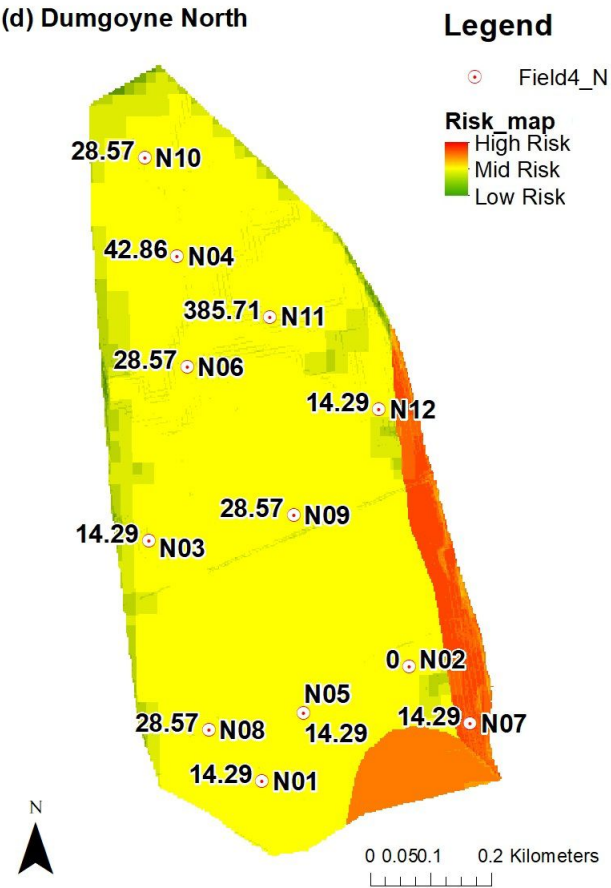 (d) Dumgoyne North
Legend
Field4_N
Risk_map
High Risk
Mid Risk
Low Risk
28.57 N10
42.86 N04
385.71 N11
28.57 N06
14.29 N12
28.57 N09
14.29 N03
0 N02
N05
14.29
14.29 N07
28.57 N08
14.29 N01
N
0 0.05 0.1 0.2 Kilometers